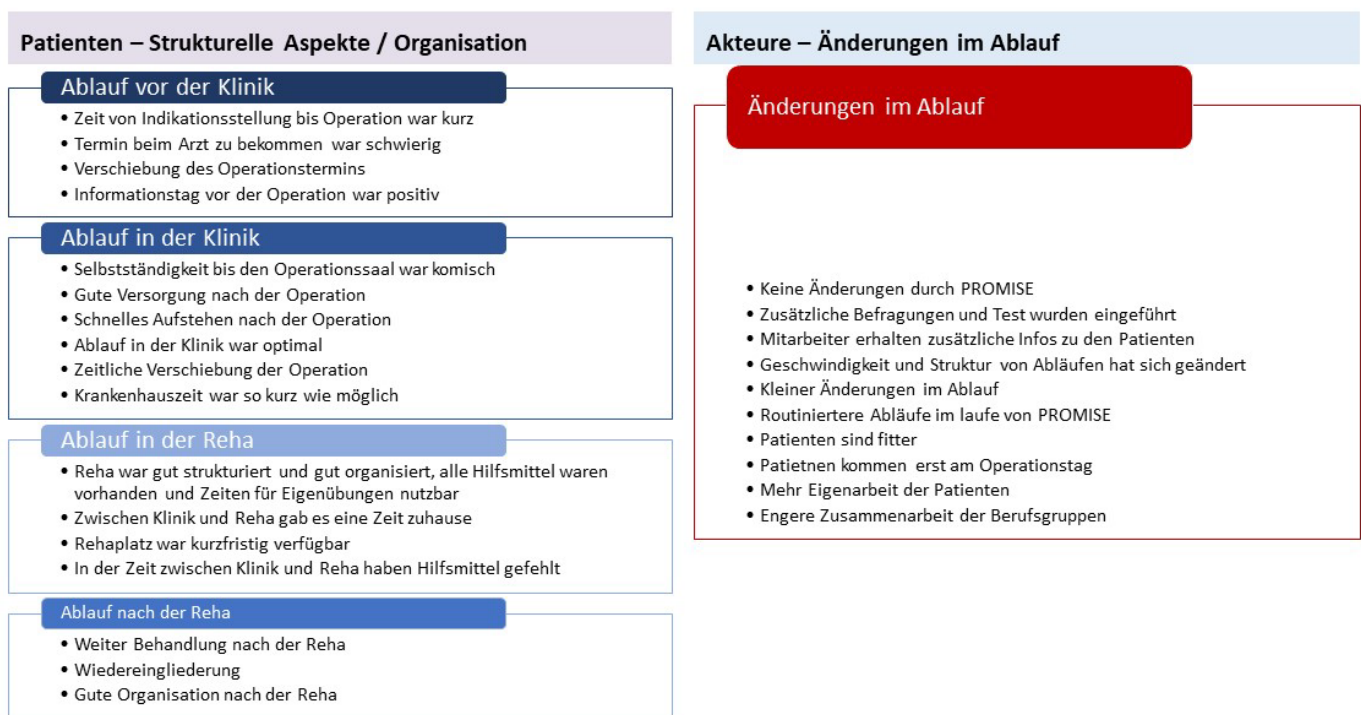 Patienten – Strukturelle Aspekte / Organisation
Ablauf vor der Klinik
• Zeit von Indikationsstellung bis Operation war kurz
• Termin beim Arzt zu bekommen war schwierig
• Verschiebung des Operationstermins
• Informationstag vor der Operation war positiv
Ablauf in der Klinik
• Selbstständigkeit bis den Operationssaal war komisch
• Gute Versorgung nach der Operation
• Schnelles Aufstehen nach der Operation
• Ablauf in der Klinik war optimal
• Zeitliche Verschiebung der Operation
• Krankenhauszeit war so kurz wie möglich
Ablauf in der Reha
• Reha war gut strukturiert und gut organisiert, alle Hilfsmittel waren
vorhanden und Zeiten für Eigenübungen nutzbar
• Zwischen Klinik und Reha gab es eine Zeit zuhause
• Rehaplatz war kurzfristig verfügbar
• In der Zeit zwischen Klinik und Reha haben Hilfsmittel gefehlt
Ablauf nach der Reha
• Weiter Behandlung nach der Reha
• Wiedereingliederung
• Gute Organisation nach der Reha
Akteure – Änderungen im Ablauf
Änderungen im Ablauf
• Keine Änderungen durch PROMISE
• Zusätzliche Befragungen und Test wurden eingeführt
• Mitarbeiter erhalten zusätzliche Infos zu den Patienten
• Geschwindigkeit und Struktur von Abläufen hat sich geändert
• Kleiner Änderungen im Ablauf
• Routiniertere Abläufe im laufe von PROMISE
• Patienten sind fitter
• Patietnen kommen erst am Operationstag
• Mehr Eigenarbeit der Patienten
• Engere Zusammenarbeit der Berufsgruppen